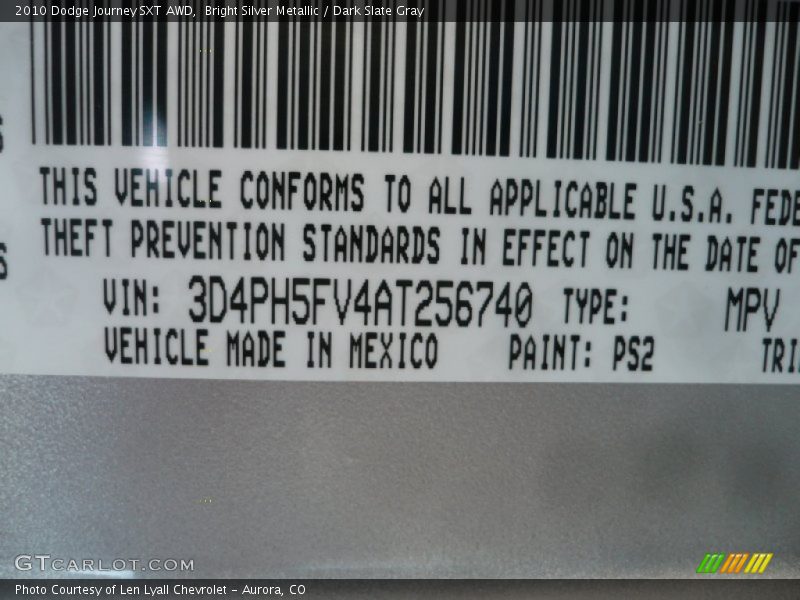 2010 Dodge Journey SXT AWD, Bright Silver Metallic / Dark Slate Gray
THIS VEHICLE CONFORMS TO ALL APPLICABLE U.S.A. FEDE
THEFT PREVENTION STANDARDS IN EFFECT ON THE DATE OF
VIN: 3D4PH5FV4AT256740 TYPE: MPV
VEHICLE MADE IN MEXICO PAINT: PS2 TRI
GTCARLOT.COM
Photo Courtesy of Len Lyall Chevrolet - Aurora, CO